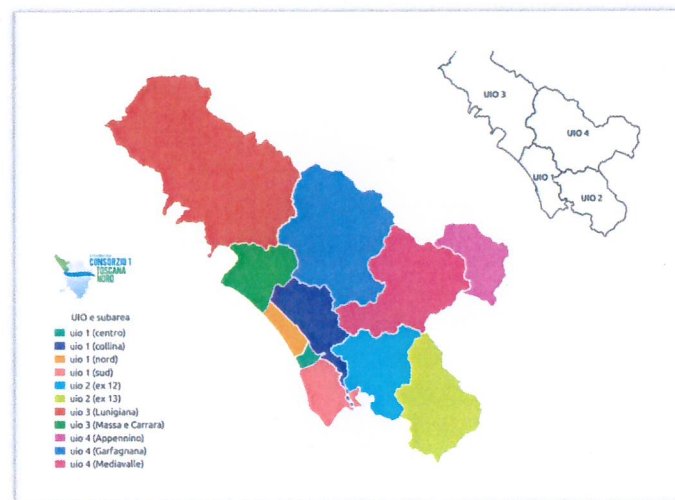 UIO 3
UIO 4
UIO 1
UIO 2
CONSORZIO 1
TOSCANA
NORD
UIO e subarea
uio 1 (centro)
uio 1 (collina)
uio 1 (nord)
uio 1 (sud)
uio 2 (ex 12)
uio 2 (ex 13)
uio 3 (Lunigiana)
uio 3 (Massa e Carrara)
uio 4 (Appennino)
uio 4 (Garfagnana)
uio 4 (Mediavalle)